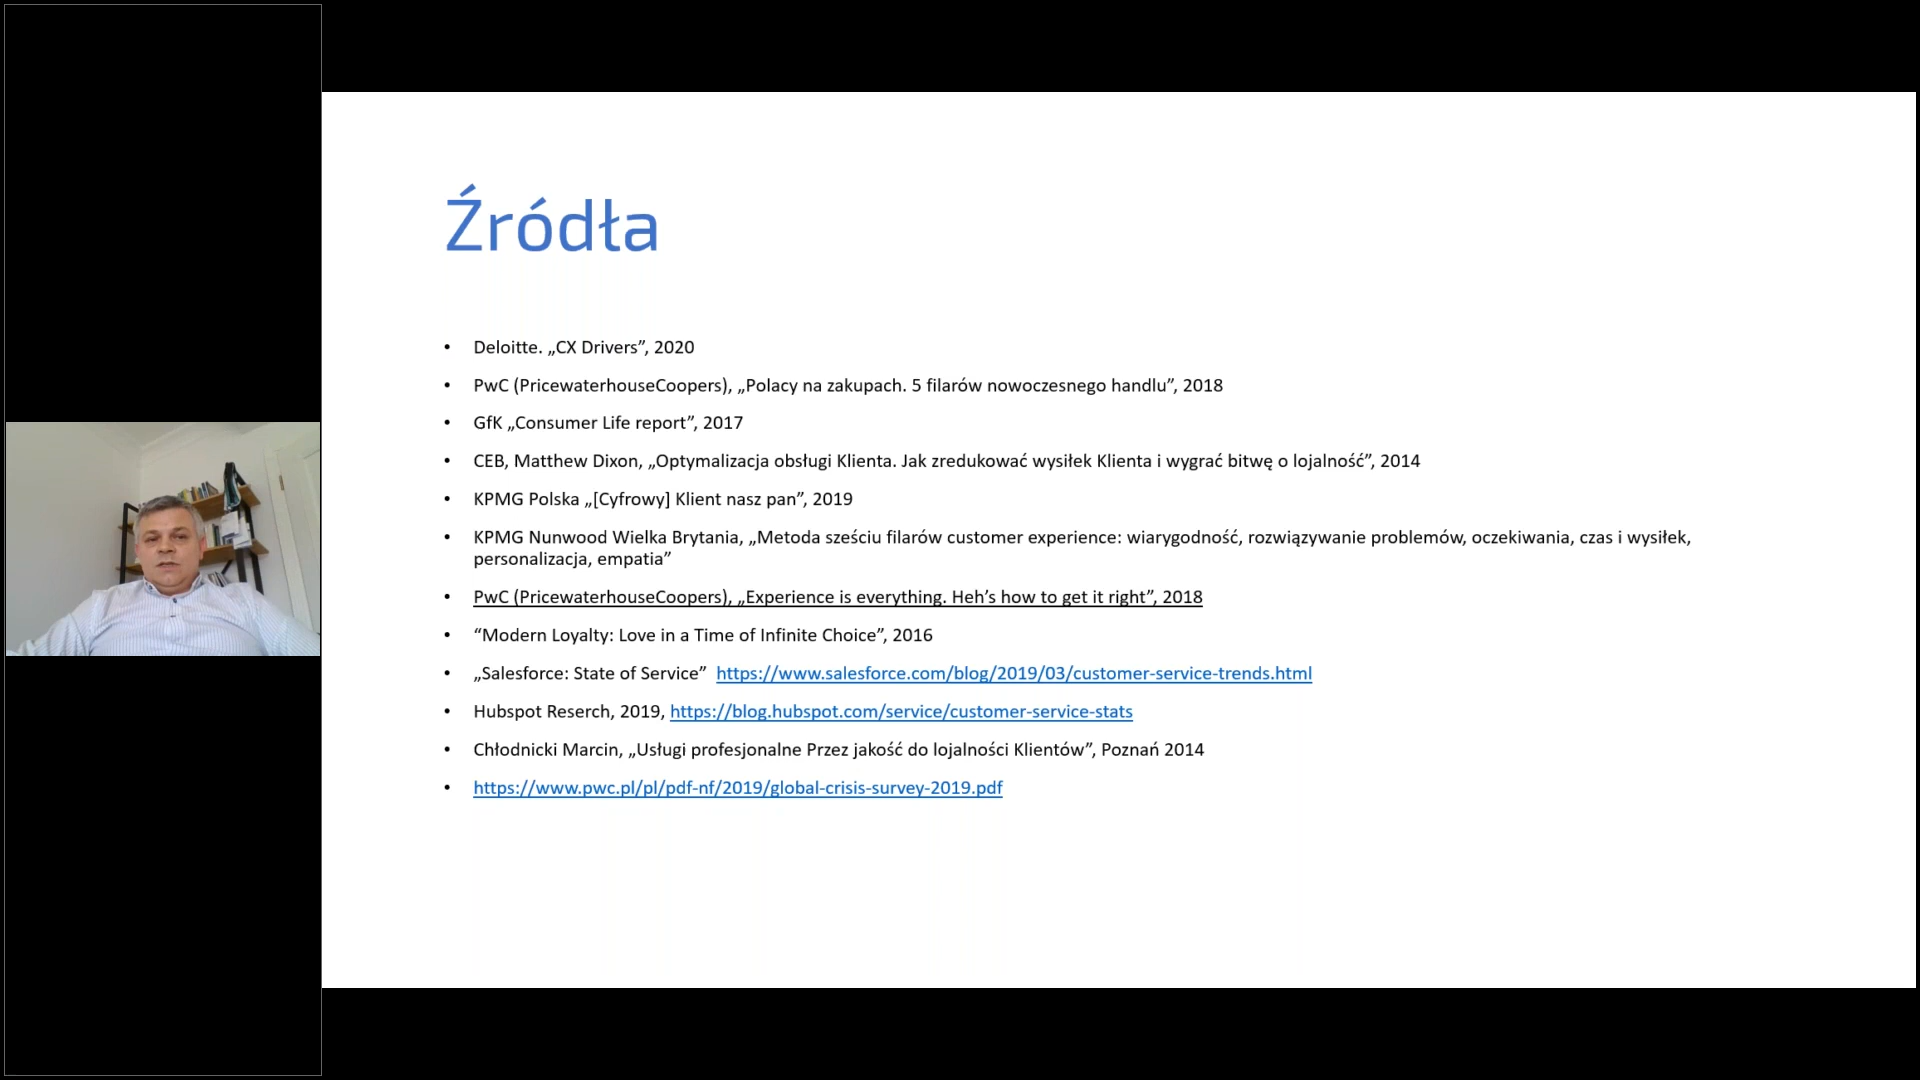 Źródła
• Deloitte. „CX Drivers”, 2020
• PwC (PricewaterhouseCoopers), „Polacy na zakupach. 5 filarów nowoczesnego handlu”, 2018
• GfK „Consumer Life report”, 2017
• CEB, Matthew Dixon, „Optymalizacja obsługi Klienta. Jak zredukować wysiłek Klienta i wygrać bitwę o lojalność”, 2014
• KPMG Polska „[Cyfrowy] Klient nasz pan”, 2019
• KPMG Nunwood Wielka Brytania, „Metoda sześciu filarów customer experience: wiarygodność, rozwiązywanie problemów, oczekiwania, czas i wysiłek,
personalizacja, empatia”
• PwC (PricewaterhouseCoopers), „Experience is everything. Heh’s how to get it right”, 2018
• “Modern Loyalty: Love in a Time of Infinite Choice”, 2016
• „Salesforce: State of Service” https://www.salesforce.com/blog/2019/03/customer-service-trends.html
• Hubspot Reserch, 2019, https://blog.hubspot.com/service/customer-service-stats
• Chłodnicki Marcin, „Usługi profesjonalne Przez jakość do lojalności Klientów”, Poznań 2014
• https://www.pwc.pl/pl/pdf-nf/2019/global-crisis-survey-2019.pdf